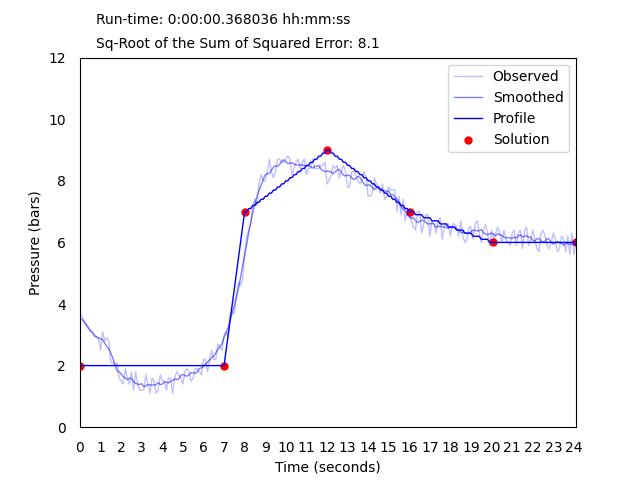 Run-time: 0:00:00.368036 hh:mm:ss
Sq-Root of the Sum of Squared Error: 8.1
12
10
8
6
4
2
0
Pressure (bars)
Observed
Smoothed
Profile
Solution
0 1 2 3 4 5 6 7 8 9 10 11 12 13 14 15 16 17 18 19 20 21 22 23 24
Time (seconds)